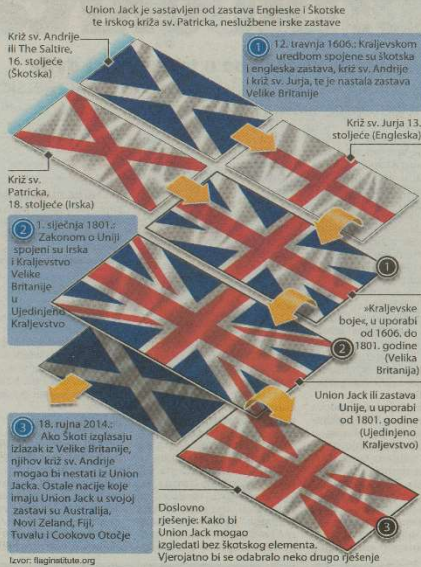 Union Jack je sastavljen od zastava Engleske i Škotske
te irskog križa sv. Patricka, neslužbene irske zastave
Križ sv. Andrije
ili The Saltire,
16. stoljeće
(Škotska)
1 12. travnja 1606.: Kraljevskom
uredbom spojene su škotska
i engleska zastava, križ sv. Andrije
i križ sv. Jurja, te je nastala zastava
Velike Britanije
Križ sv. Jurja 13.
stoljeće (Engleska)
Križ sv.
Patricka,
18. stoljeće (Irska)
2 1. siječnja 1801.:
Zakonom o Uniji
spojeni su Irska
i Kraljevstvo
Velike
Britanije
u
Ujedinjeno
Kraljevstvo
1
»Kraljevske
boje«, u uporabi
od 1606. do
1801. godine
(Velika
Britanija)
2
Union Jack ili zastava
Unije, u uporabi
od 1801. godine
(Ujedinjeno
Kraljevstvo)
3 18. rujna 2014.:
Ako Škoti izglasaju
izlazak iz Velike Britanije,
njihov križ sv. Andrije
mogao bi nestati iz Union
Jacka. Ostale nacije koje
imaju Union Jack u svojoj
zastavi su Australija,
Novi Zeland, Fiji,
Tuvalu i Cookovo Otočje
3
Doslovno
rješenje: Kako bi
Union Jack mogao
izgledati bez škotskog elementa.
Vjerojatno bi se odabralo neko drugo rješenje
Izvor: flaginstitute.org